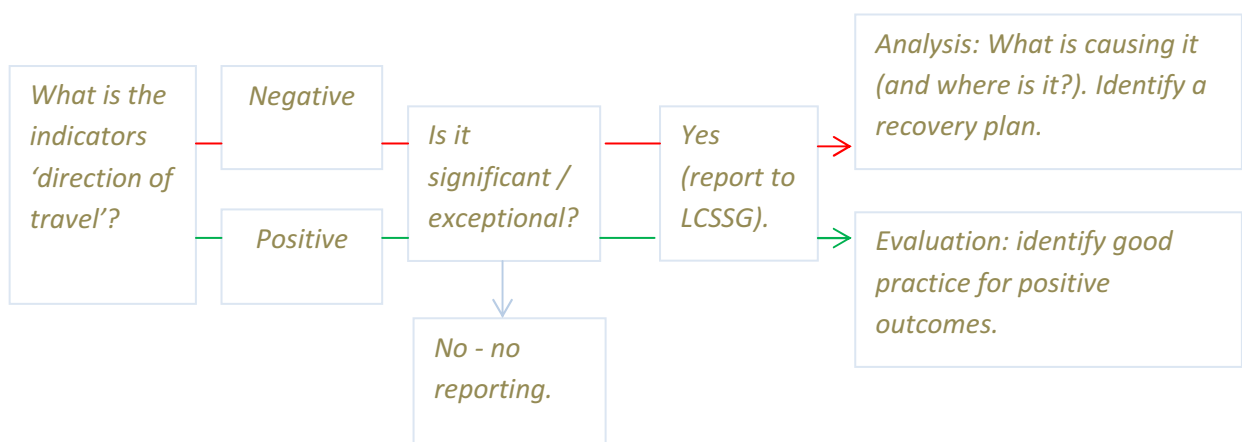 What is the
indicators
‘direction of
travel’?
Negative
Positive
Is it
significant /
exceptional?
No - no
reporting.
Yes
(report to
LCSSG).
Analysis: What is causing it
(and where is it?). Identify a
recovery plan.
Evaluation: identify good
practice for positive
outcomes.